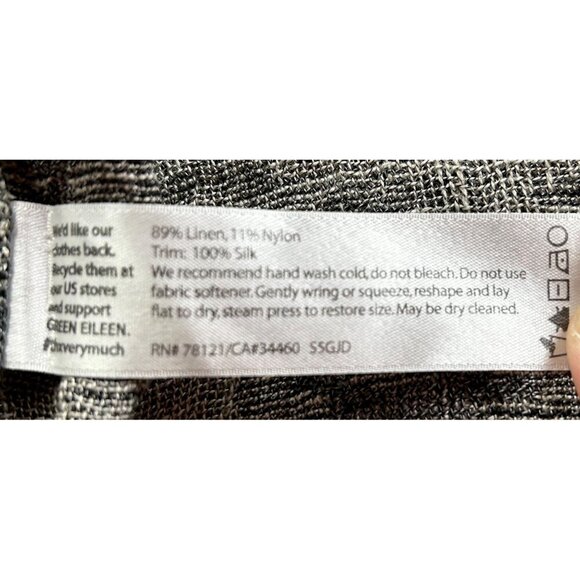 We'd like our
clothes back.
Recycle them at
our US stores
and support
GREEN EILEEN.
#thxverymuch
89% Linen, 11% Nylon
Trim: 100% Silk
We recommend hand wash cold, do not bleach. Do not use
fabric softener. Gently wring or squeeze, reshape and lay
flat to dry, steam press to restore size. May be dry cleaned.
RN# 78121/CA#34460 S5GJD